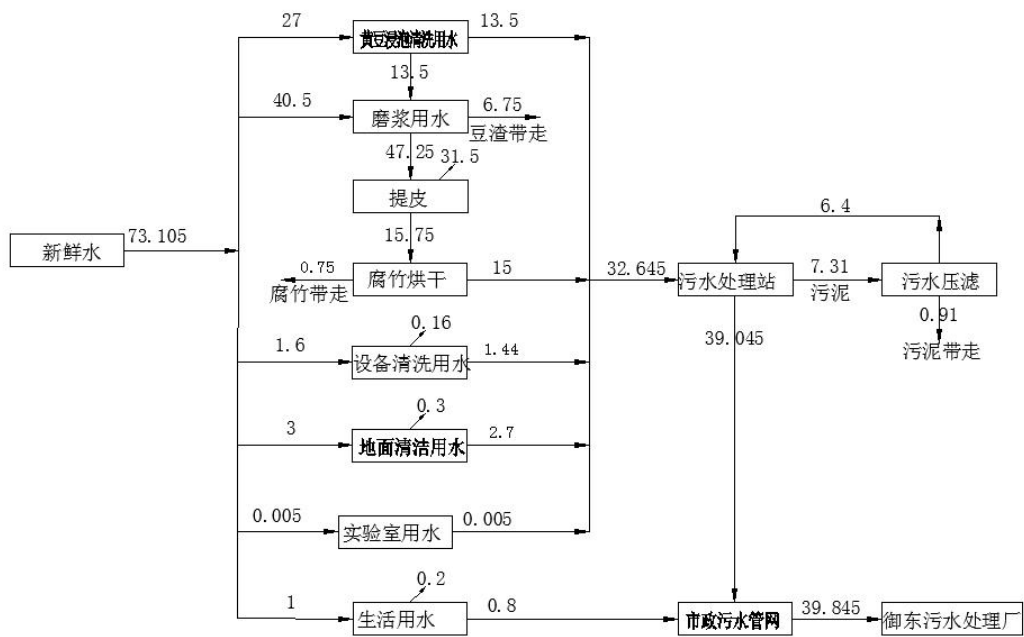 27
黄豆浸泡清洗用水
13.5
13.5
40.5
磨浆用水
6.75
豆渣带走
47.25
31.5
提皮
6.4
新鲜水
73.105
15.75
0.75
腐竹带走
腐竹烘干
15
32.645
污水处理站
7.31
污泥
污水压滤
0.91
污泥带走
39.045
0.16
1.6
设备清洗用水
1.44
0.3
3
地面清洁用水
2.7
0.005
实验室用水
0.005
0.2
1
生活用水
0.8
市政污水管网
39.845
御东污水处理厂